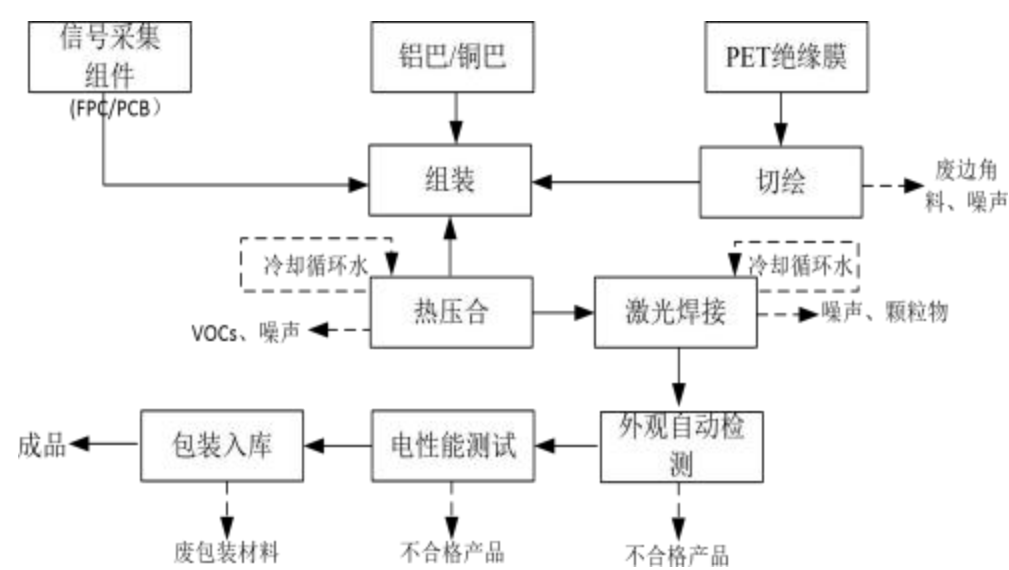 信号采集
组件
(FPC/PCB）
铝巴/铜巴
PET绝缘膜
组装
切绘
废边角
料、噪声
冷却循环水
冷却循环水
热压合
激光焊接
噪声、颗粒物
VOCs、噪声
外观自动检
测
电性能测试
包装入库
成品
废包装材料
不合格产品
不合格产品